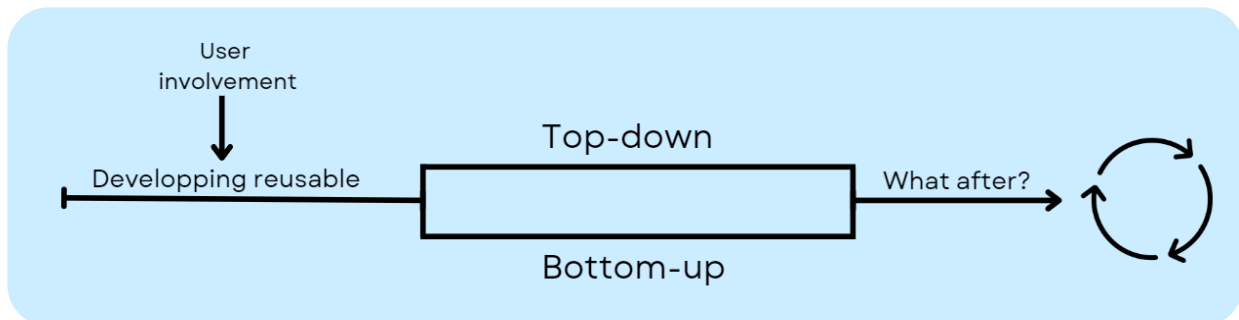 User
involvement
Developping reusable
Top-down
Bottom-up
What after?